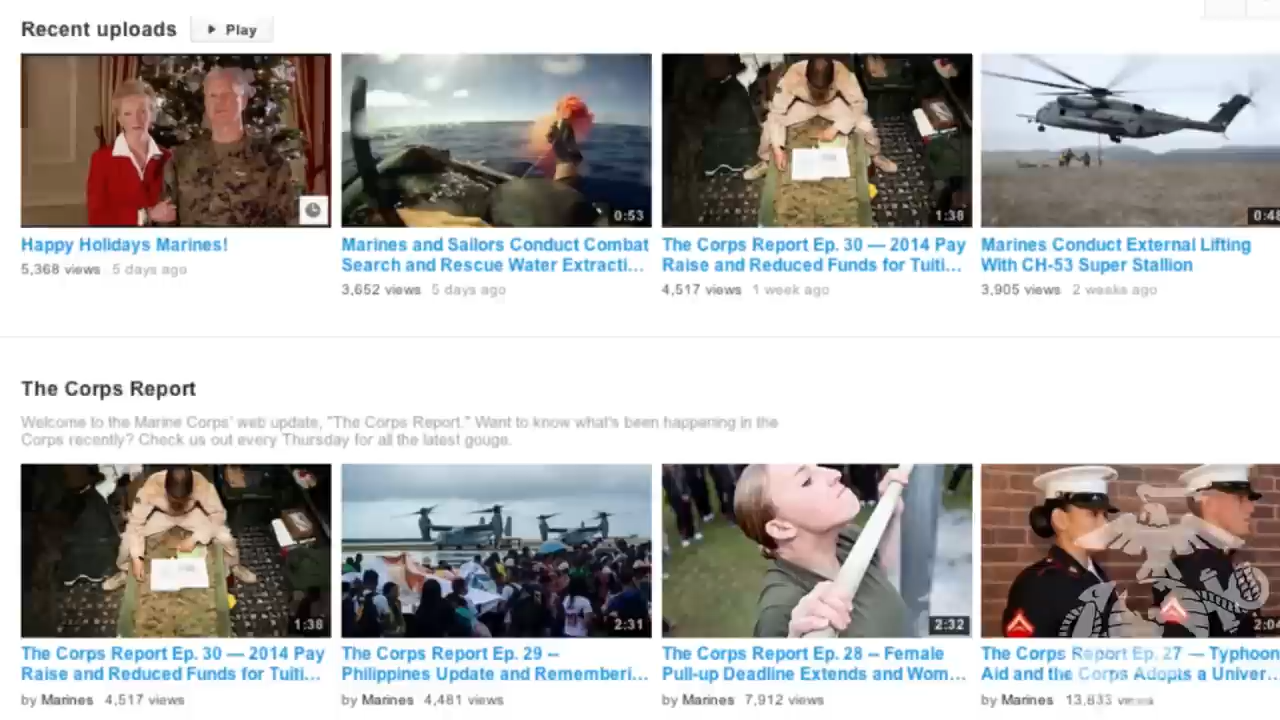 Recent uploads
Play
0:53
1:38
0:48
Happy Holidays Marines!
5,368 views 5 days ago
Marines and Sailors Conduct Combat
Search and Rescue Water Extracti...
3,652 views 5 days ago
The Corps Report Ep. 30 — 2014 Pay
Raise and Reduced Funds for Tuiti...
4,517 views 1 week ago
Marines Conduct External Lifting
With CH-53 Super Stallion
3,905 views 2 weeks ago
The Corps Report
Welcome to the Marine Corps' web update, "The Corps Report." Want to know what's been happening in the
Corps recently? Check us out every Thursday for all the latest gouge.
1:38
2:31
2:32
2:04
The Corps Report Ep. 30 — 2014 Pay
Raise and Reduced Funds for Tuiti...
by Marines 4,517 views
The Corps Report Ep. 29 –
Philippines Update and Rememberi...
by Marines 4,481 views
The Corps Report Ep. 28 – Female
Pull-up Deadline Extends and Wom...
by Marines 7,912 views
The Corps Report Ep. 27 — Typhoon
Aid and the Corps Adopts a Univer...
by Marines 13,833 views